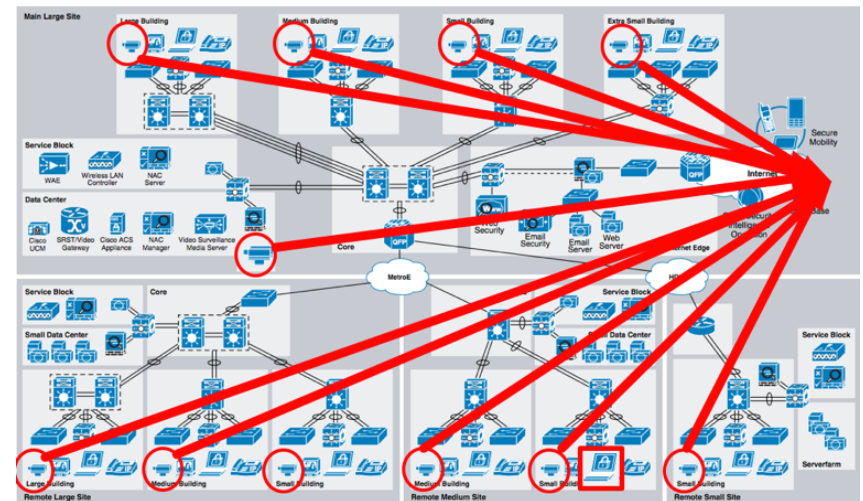 Main Large Site
Large Building
Medium Building
Small Building
Extra Small Building
Secure
Mobility
Internet
QFP
Service Block
WAE
Wireless LAN
Controller
NAC
Server
Data Center
Cisco
UCM
SRST/Video
Gateway
Cisco ACS
Appliance
NAC
Manager
Video Surveillance
Media Server
Core
QFP
Security
Email
Security
Email
Server
Web
Server
MetroE
Service Block
Core
Small Data Center
Service Block
Data Center
Service Block
Serverfarm
Large Building
Medium Building
Small Building
Medium Building
Small
Small Building
Remote Large Site
Remote Medium Site
Remote Small Site